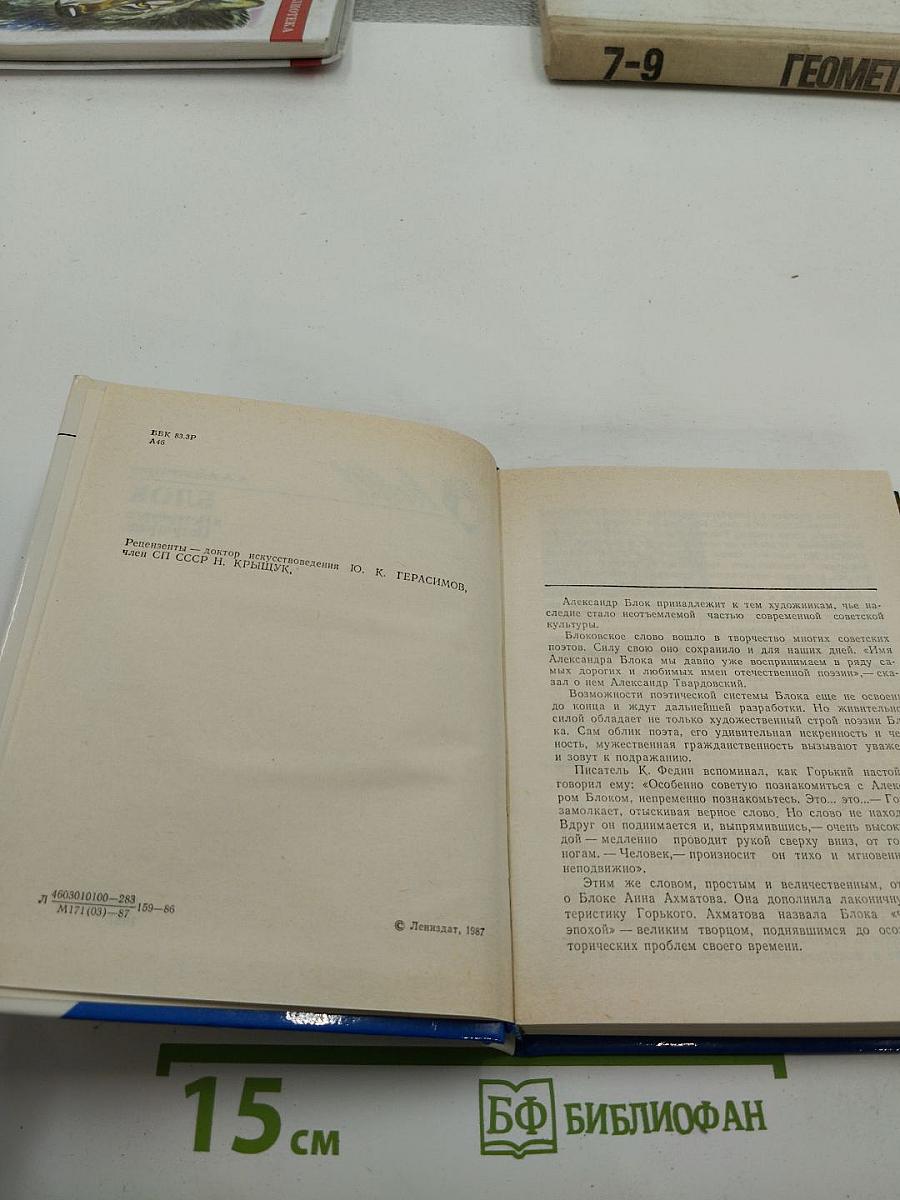 БЛИОТЕКА
7-9 ГЕОМЕТ
ББК 83.3Р
А46
Рецензенты — доктор искусствоведения Ю. К. ГЕРАСИМОВ,
член СП СССР Н. КРЫЩУК.
Л 4603010100—283 159—86
М171(03)—87
© Лениздат, 1987
Александр Блок принадлежит к тем художникам, чье на-
следие стало неотъемлемой частью современной советской
культуры.
Блоковское слово вошло в творчество многих советских
поэтов. Силу свою оно сохранило и для наших дней. «Имя
Александра Блока мы давно уже воспринимаем в ряду са-
мых дорогих и любимых имен отечественной поэзии»,— ска-
зал о нем Александр Твардовский.
Возможности поэтической системы Блока еще не освоен
до конца и ждут дальнейшей разработки. Но живительно
силой обладает не только художественный строй поэзии Бл
ка. Сам облик поэта, его удивительная искренность и че
ность, мужественная гражданственность вызывают уваже
и зовут к подражанию.
Писатель К. Федин вспоминал, как Горький настой
говорил ему: «Особенно советую познакомиться с Алек
ром Блоком, непременно познакомьтесь. Это... это...— Го
замолкает, отыскивая верное слово. Но слово не наход
Вдруг он поднимается и, выпрямившись,— очень высок
дой — медленно проводит рукой сверху вниз, от го
ногам. — Человек,— произносит он тихо и мгновенн
неподвижно».
Этим же словом, простым и величественным, от
о Блоке Анна Ахматова. Она дополнила лаконичну
теристику Горького. Ахматова назвала Блока «ч
эпохой» — великим творцом, поднявшимся до осо
торических проблем своего времени.
15 см
БФ БИБЛИОФАН